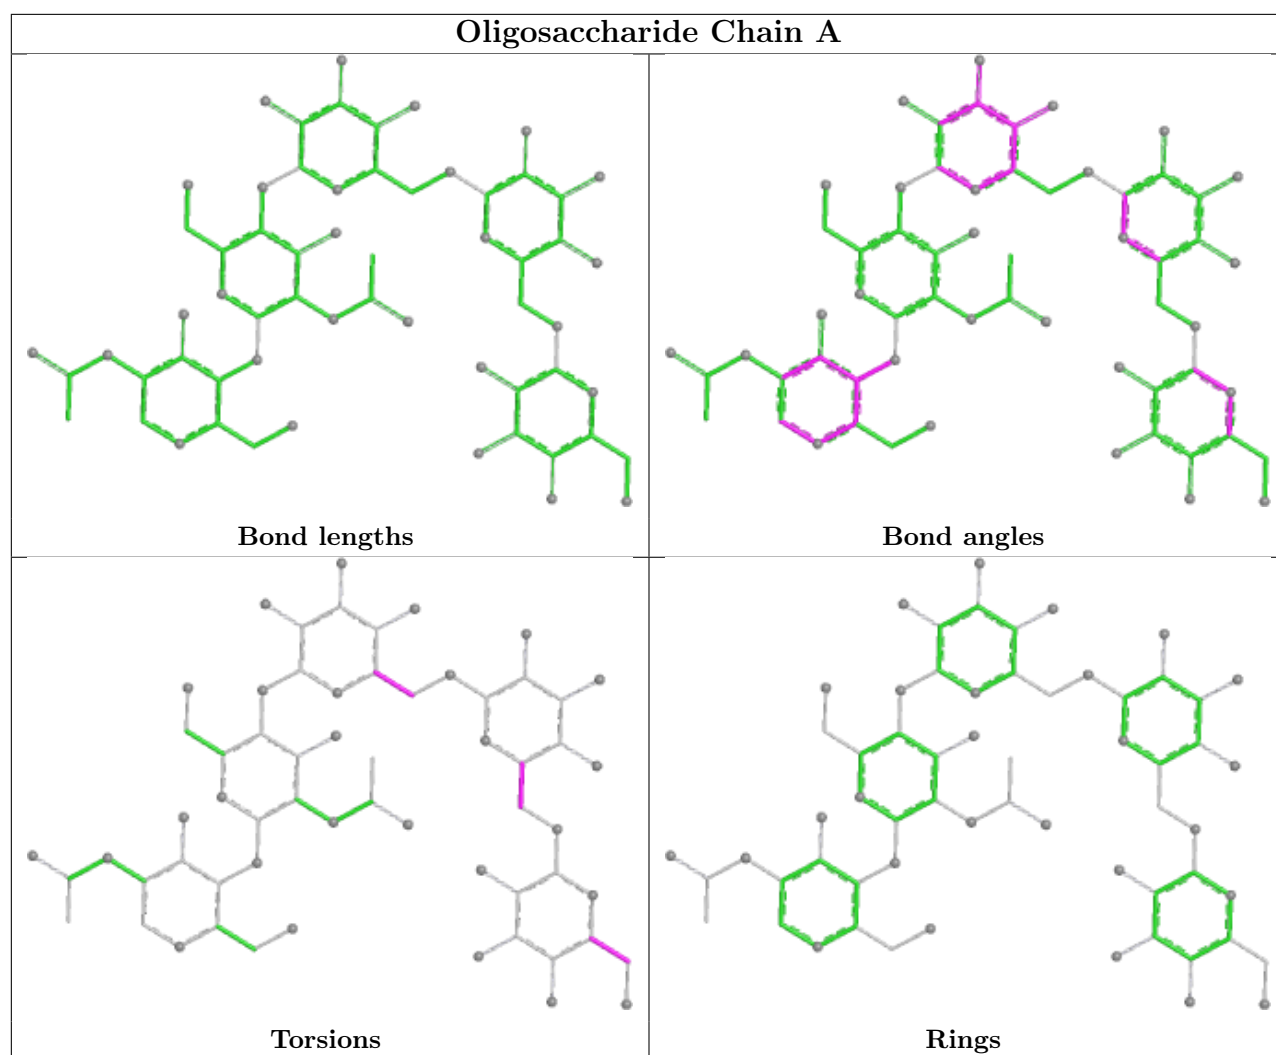 Oligosaccharide Chain A
Bond lengths
Bond angles
Torsions
Rings